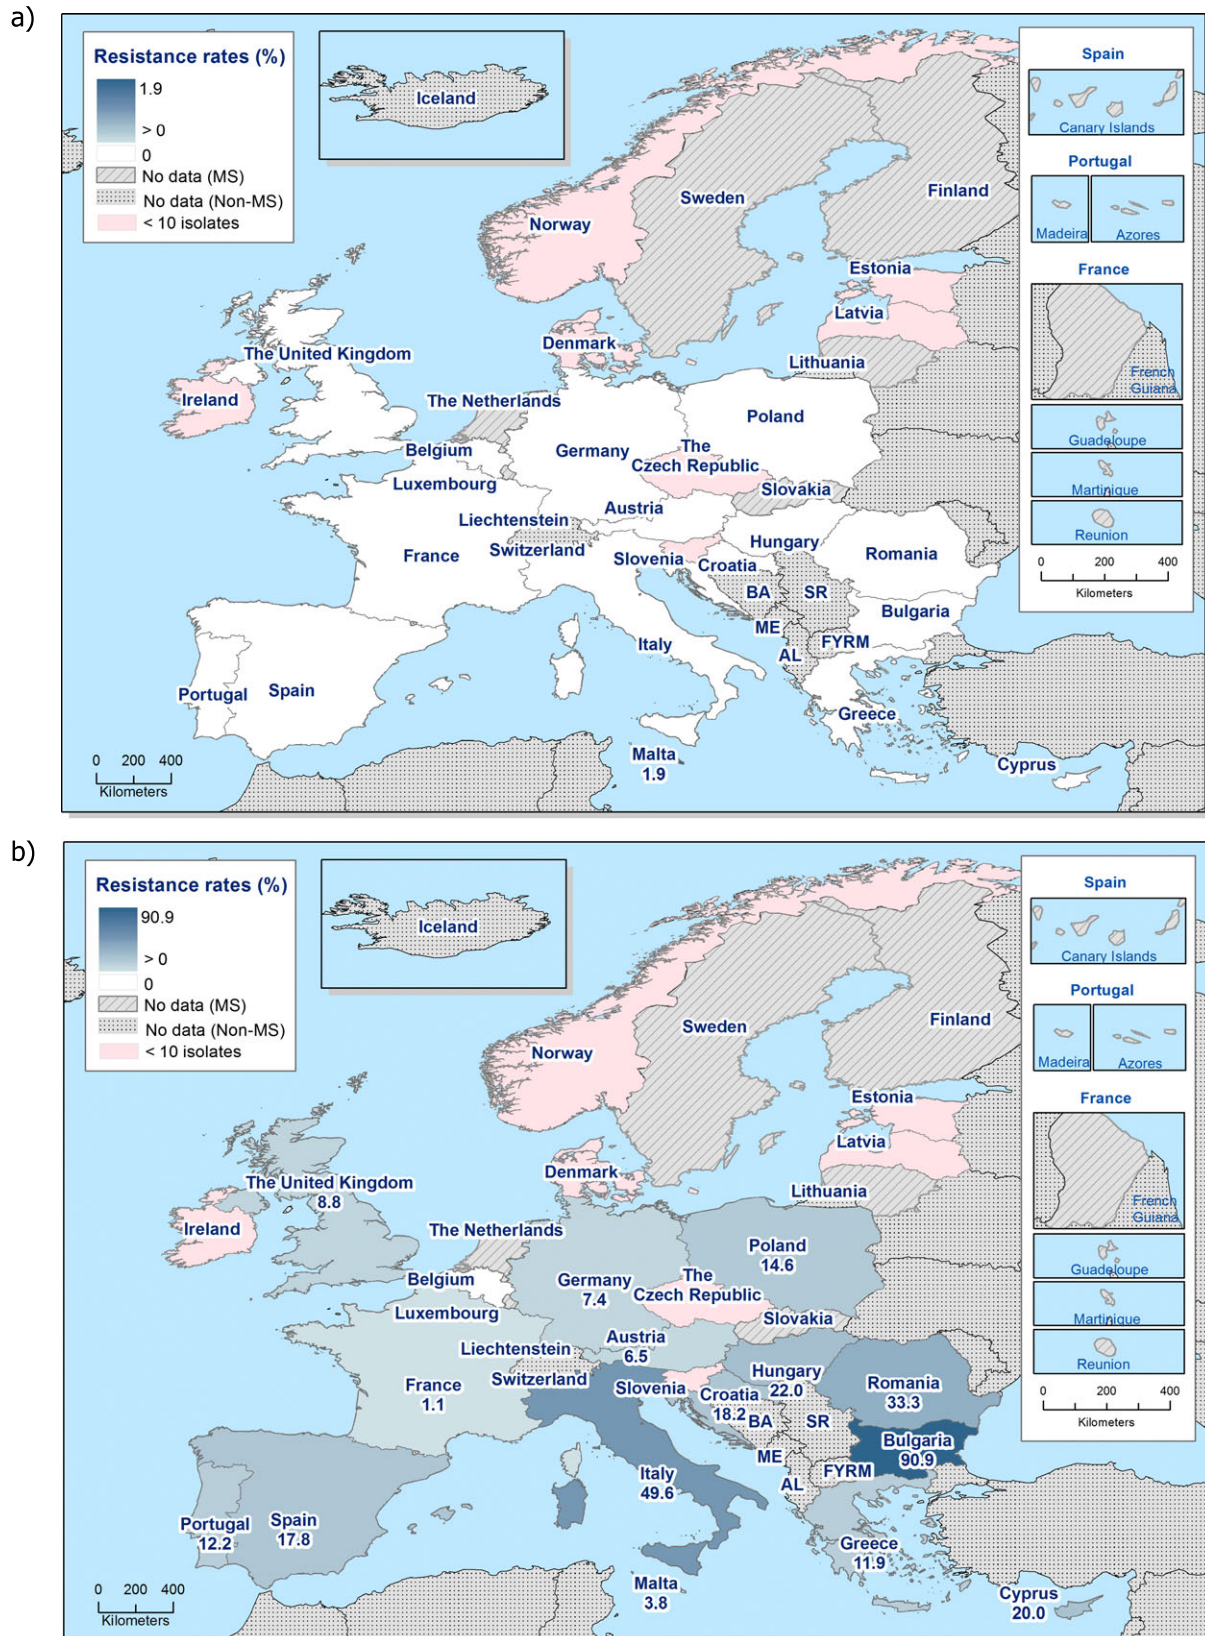 a)
Resistance rates (%)
1.9
> 0
0
No data (MS)
No data (Non-MS)
< 10 isolates
Iceland
Spain
Canary Islands
Portugal
Madeira
Azores
France
French
Guiana
Guadeloupe
Martinique
Reunion
0 200 400
Kilometers
Norway
Sweden
Finland
Estonia
Latvia
Lithuania
Denmark
The United Kingdom
Ireland
The Netherlands
Poland
Belgium
Germany
The
Czech Republic
Luxembourg
Slovakia
Austria
Liechtenstein
Switzerland
France
Hungary
Slovenia
Croatia
Romania
BA
SR
Bulgaria
ME
FYRM
AL
Italy
Portugal
Spain
Greece
Malta
1.9
Cyprus
0 400
Kilometers
b)
Resistance rates (%)
90.9
> 0
0
No data (MS)
No data (Non-MS)
< 10 isolates
Iceland
Spain
Canary Islands
Portugal
Madeira
Azores
France
French
Guiana
Guadeloupe
Martinique
Reunion
0 200 400
Kilometers
Norway
Sweden
Finland
Estonia
Latvia
Lithuania
Denmark
The United Kingdom
8.8
Ireland
The Netherlands
Poland
14.6
Belgium
Germany
7.4
The
Czech Republic
Luxembourg
Slovakia
Austria
6.5
Liechtenstein
Switzerland
France
1.1
Hungary
22.0
Slovenia
Croatia
18.2
Romania
33.3
BA
SR
Bulgaria
90.9
ME
FYRM
AL
Italy
49.6
Portugal
12.2
Spain
17.8
Greece
11.9
Malta
3.8
Cyprus
20.0
0 400
Kilometers